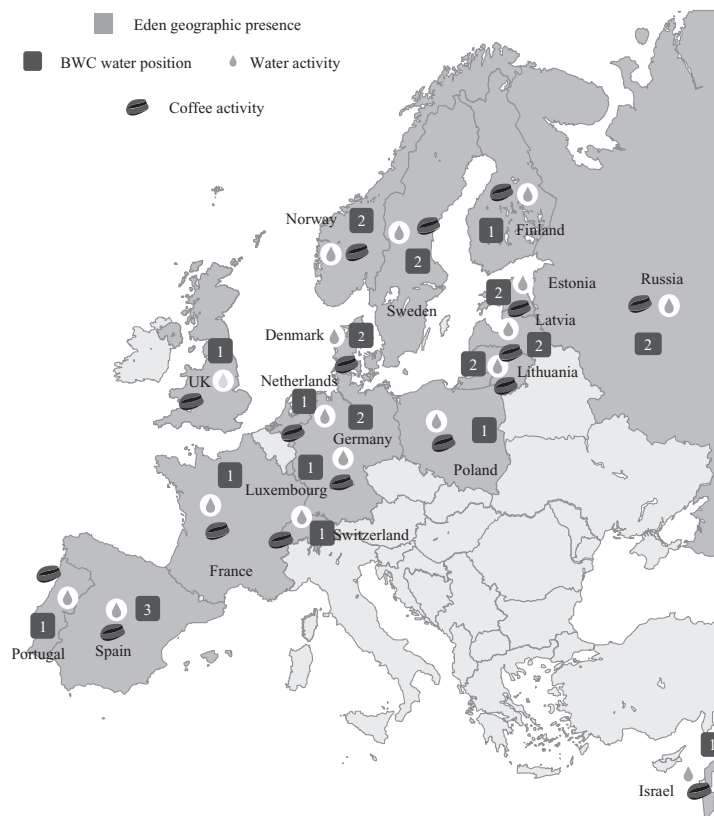 Eden geographic presence
BWC water position
Water activity
Coffee activity
Norway
2
2
Sweden
1
Finland
2
Estonia
Latvia
2
2
Lithuania
Russia
2
Denmark
2
1
UK
Netherlands
1
2
Germany
1
Luxembourg
1
Poland
1
France
1
Switzerland
1
Portugal
3
Spain
1
Israel